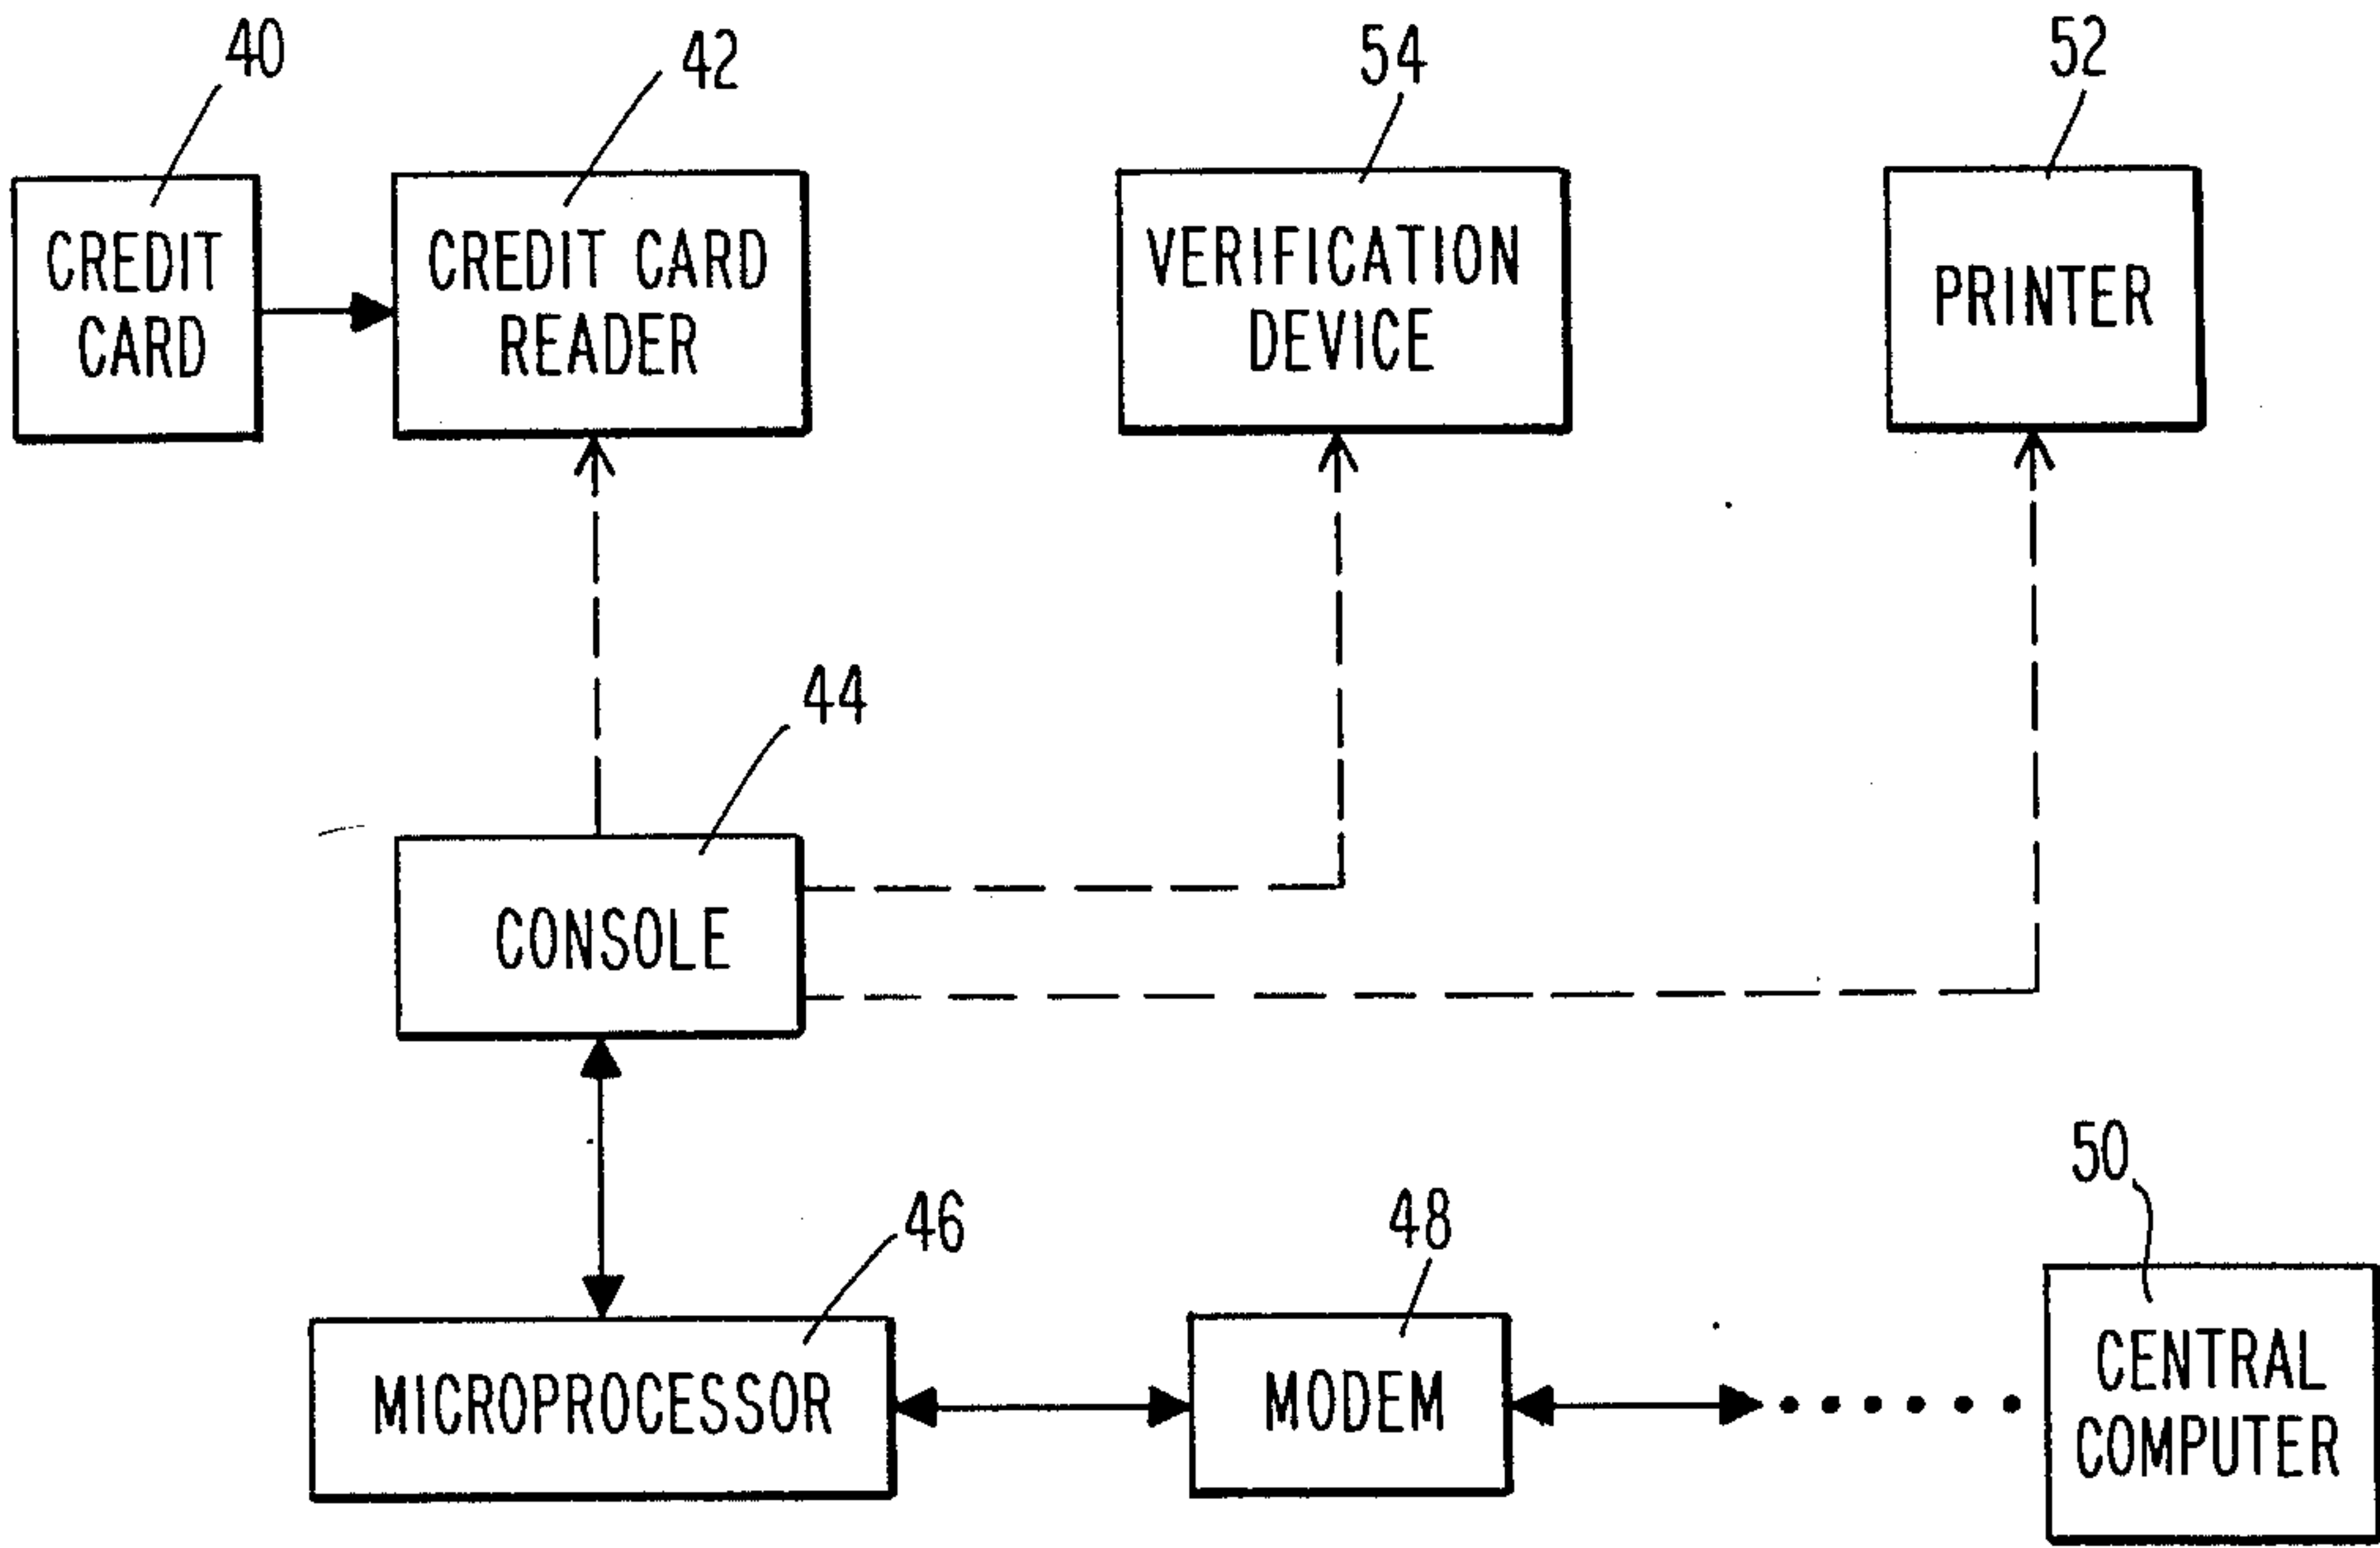 40
42
54
52
CREDIT
CARD
CREDIT CARD
READER
VERIFICATION
DEVICE
PRINTER
44
CONSOLE
46
48
50
MICROPROCESSOR
MODEM
CENTRAL
COMPUTER